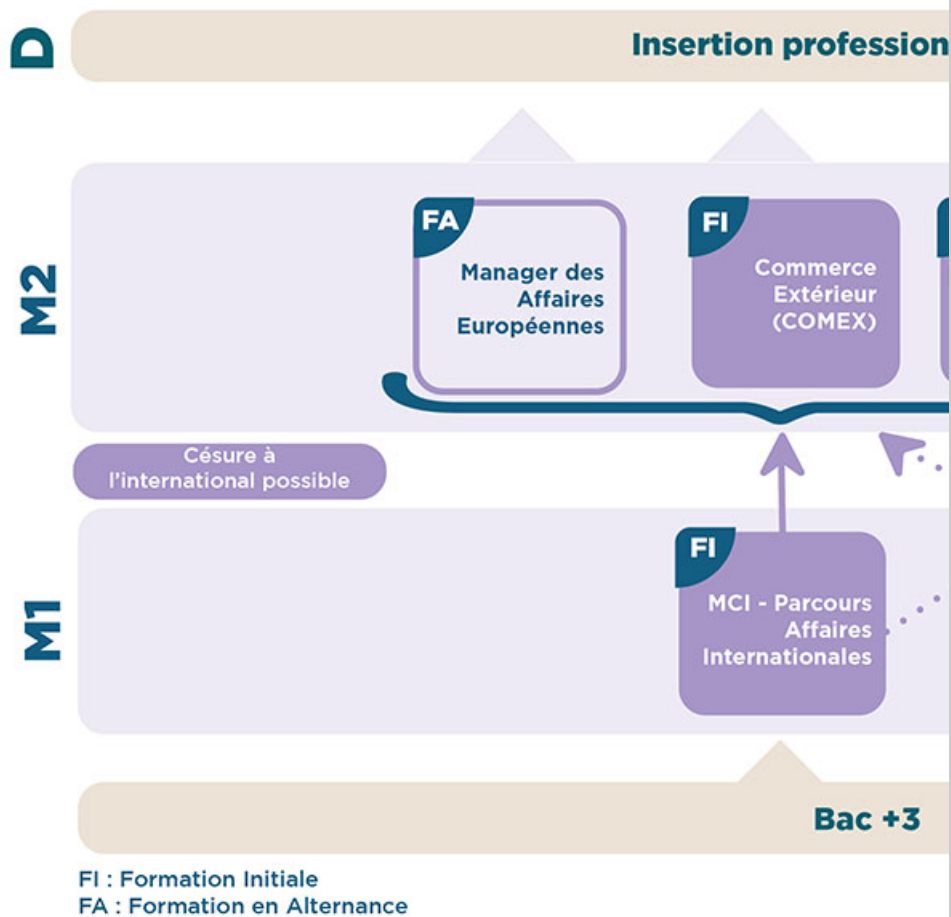 D
Insertion profession
M2
FA
Manager des
Affaires
Européennes
FI
Commerce
Extérieur
(COMEX)
Césure à
l'international possible
M1
FI
MCI - Parcours
Affaires
Internationales
Bac +3
FI : Formation Initiale
FA : Formation en Alternance